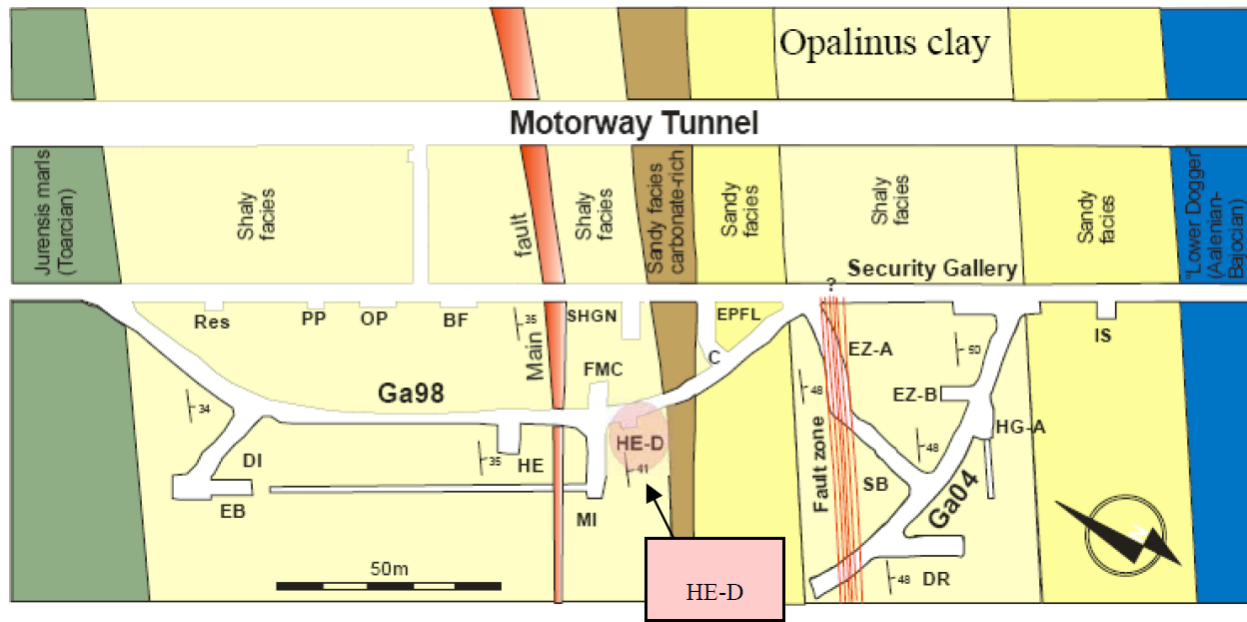 Opalinus clay
Motorway Tunnel
Jurensis marls
(Toarcian)
Shaly
facies
fault
Shaly
facies
Sandy facies
carbonate-rich
Sandy
facies
Shaly
facies
Sandy
facies
"Lower Dogger"
(Aalenian-
Bajocian)
Security Gallery
?
Res
PP
OP
BF
35
Main
SHGN
EPFL
EZ-A
50
IS
FMC
C
Ga98
48
EZ-B
34
HE-D
HG-A
35
HE
41
48
DI
Fault zone
SB
Ga04
EB
MI
50m
48
DR
HE-D